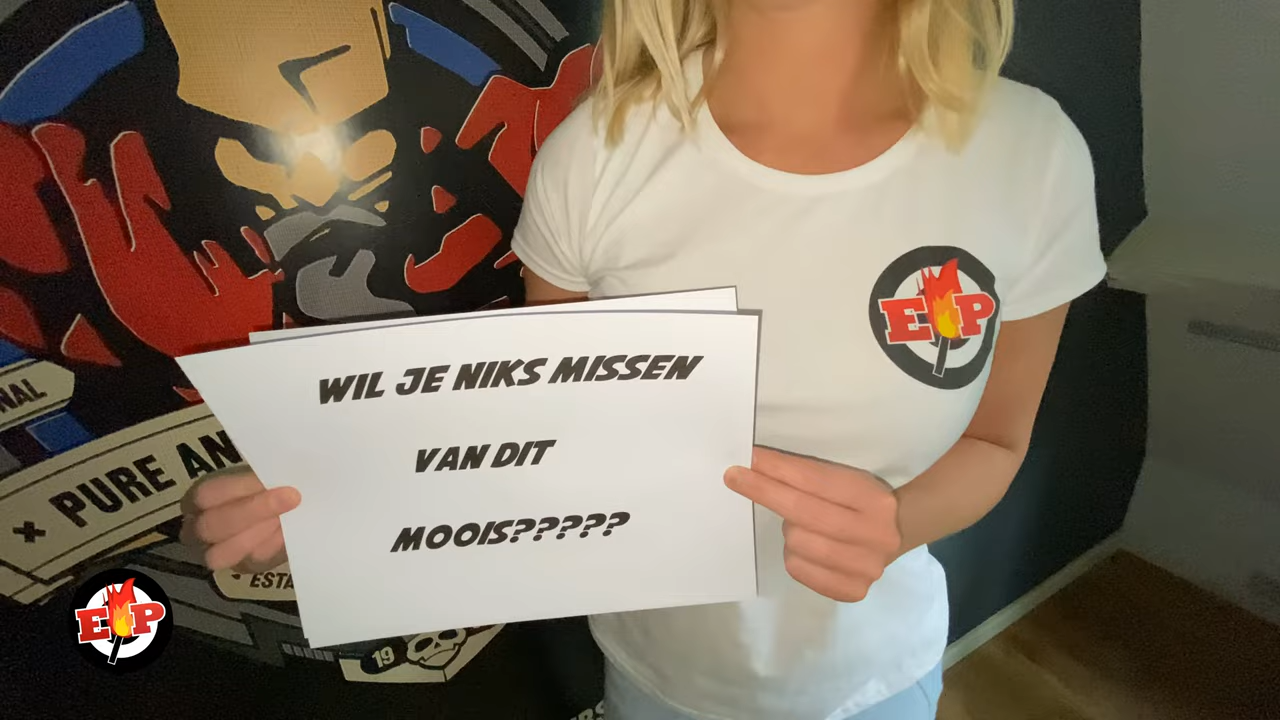 WIL JE NIKS MISSEN
VAN DIT
MOOIS?????
EP
NAL
PURE AN
ESTA
19
EP